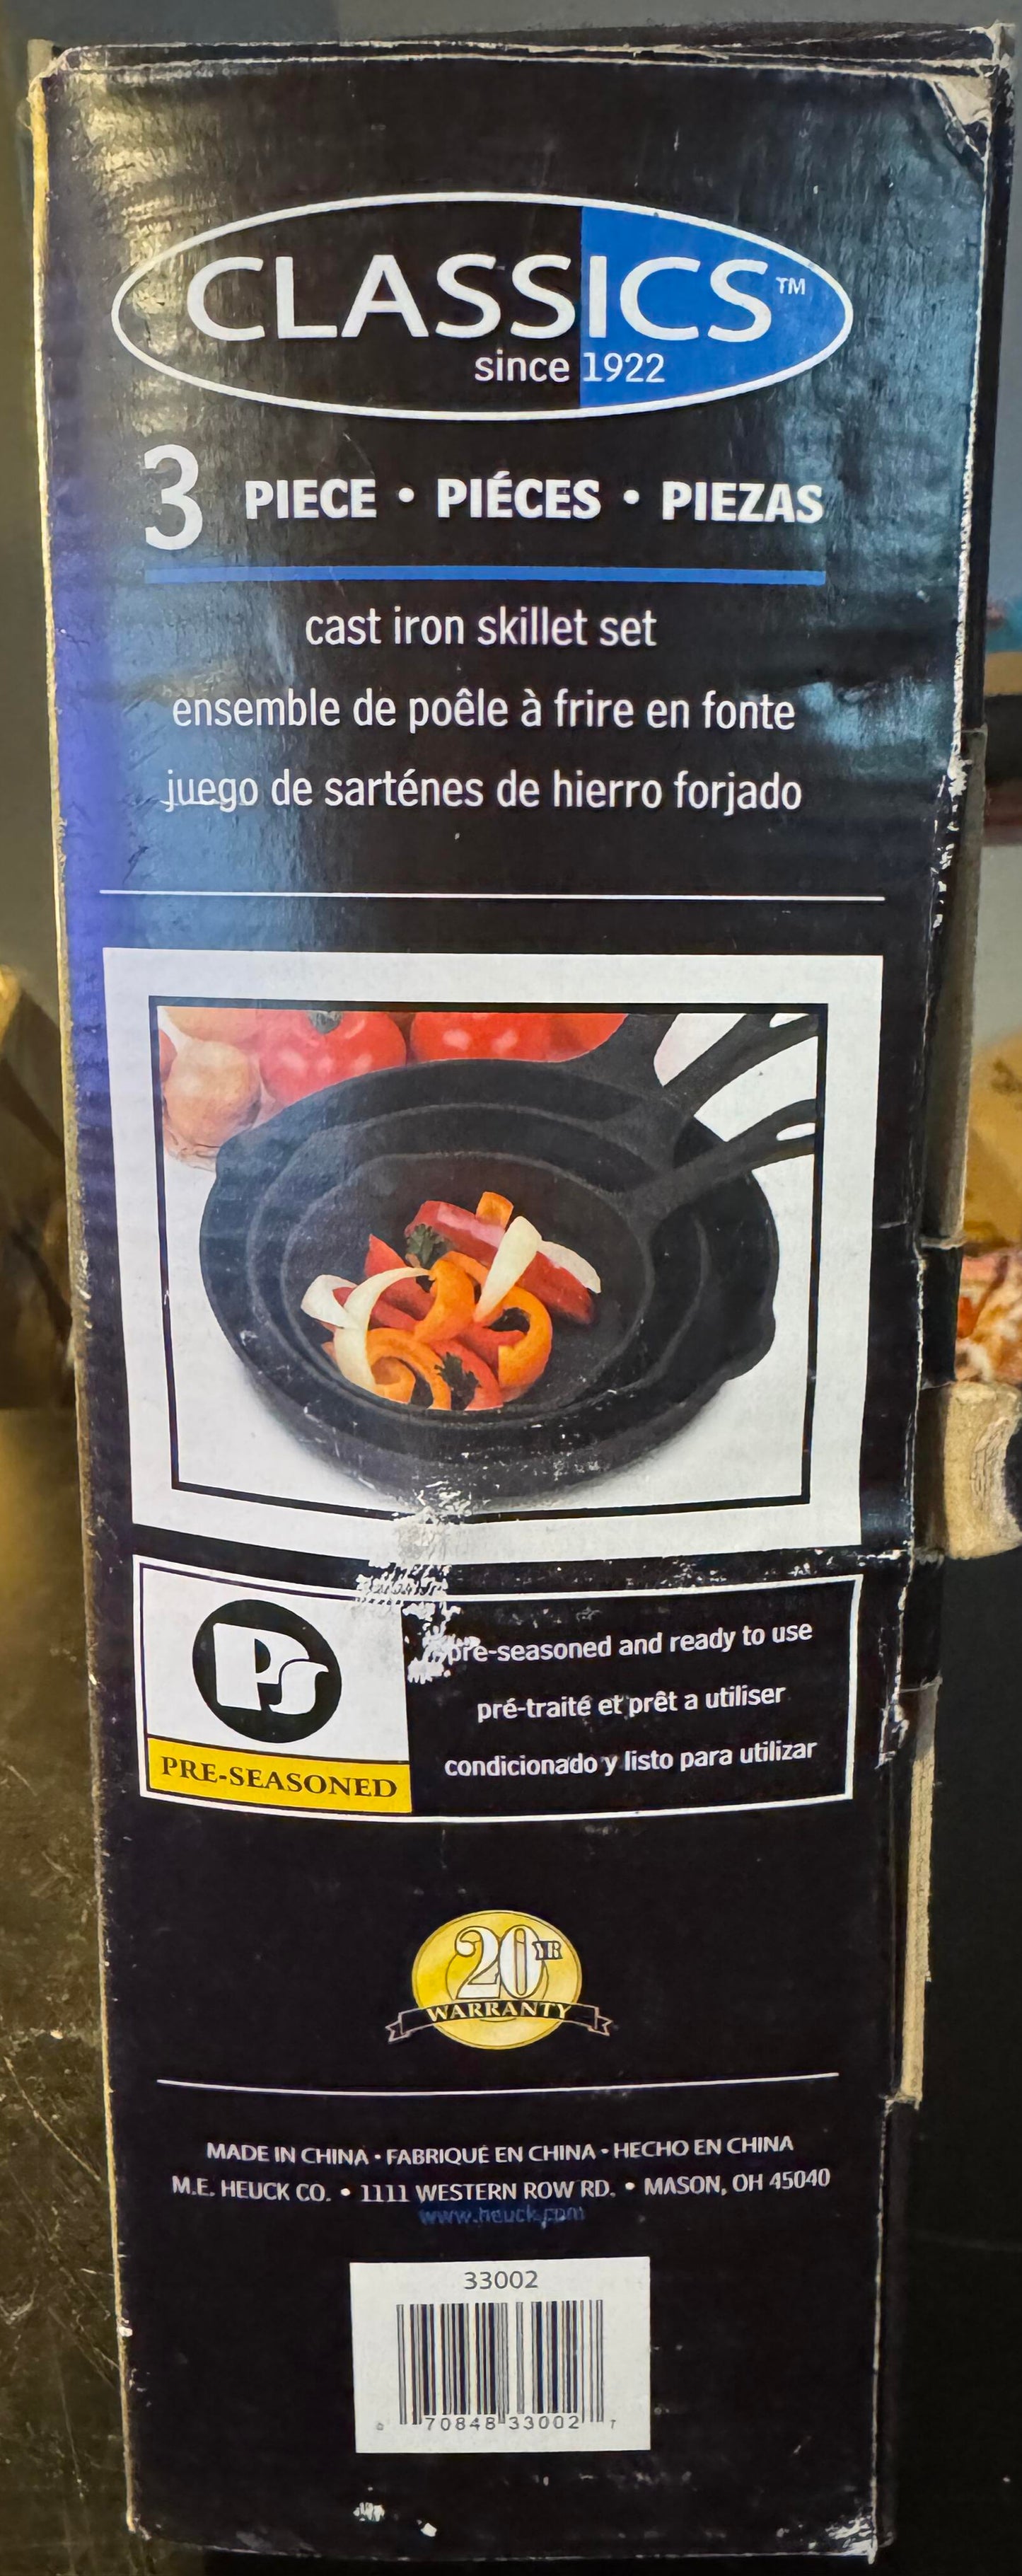 CLASSICS™
since 1922
3 PIECE • PIÉCES • PIEZAS
cast iron skillet set
ensemble de poêle à frire en fonte
juego de sarténes de hierro forjado
Ps
PRE-SEASONED
pre-seasoned and ready to use
pré-traité et prêt a utiliser
condicionado y listo para utilizar
20 YR
WARRANTY
MADE IN CHINA • FABRIQUÉ EN CHINA • HECHO EN CHINA
M.E. HEUCK CO. • 1111 WESTERN ROW RD. • MASON, OH 45040
www.heuck.com
33002
0 70848 33002 7